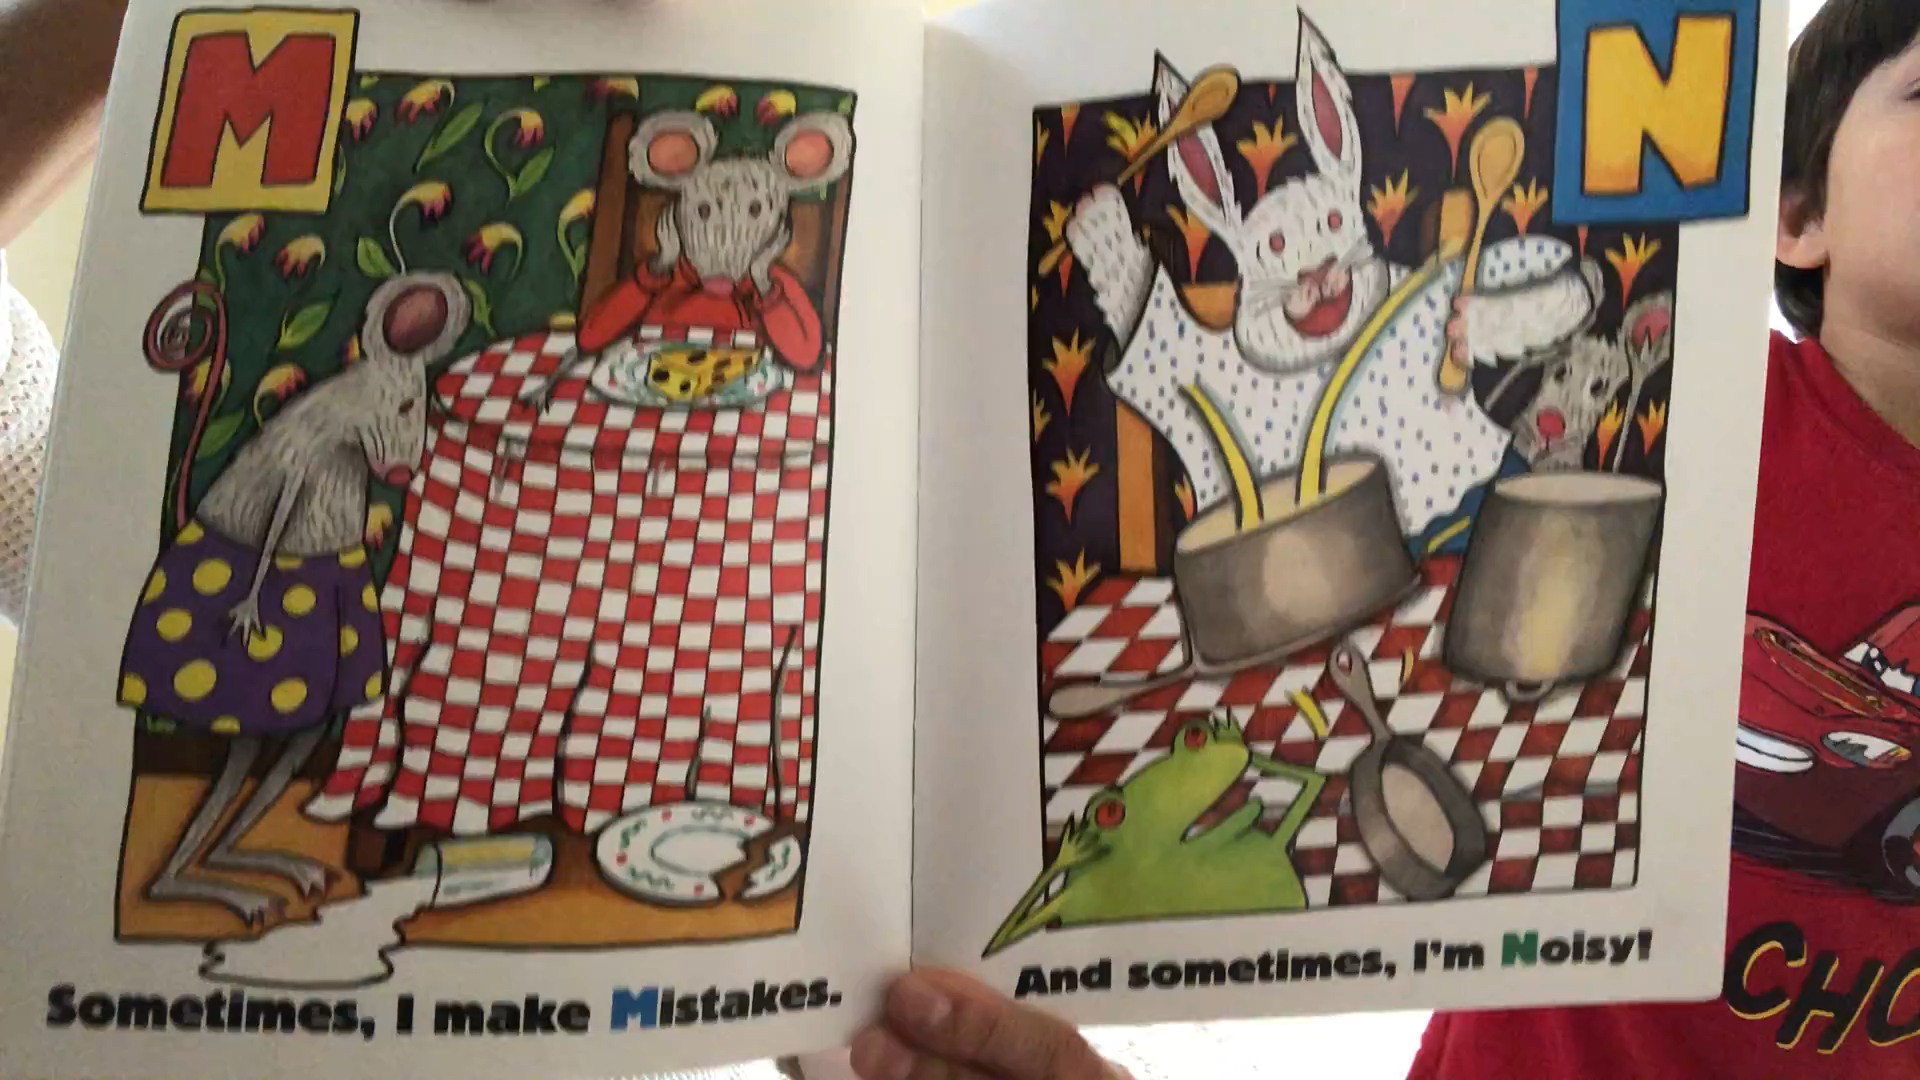 M
Sometimes, I make Mistakes.
N
And sometimes, I'm Noisy!